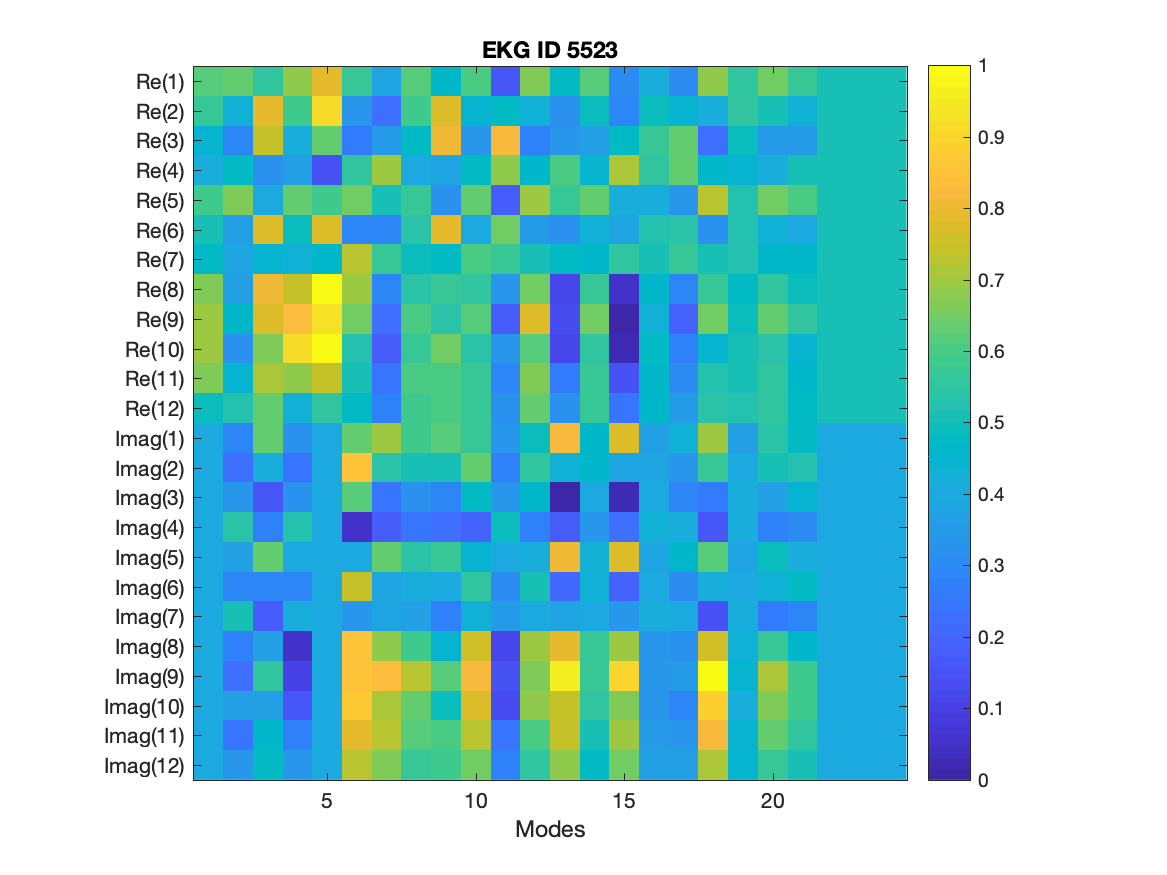 EKG ID 5523
Re(1)
Re(2)
Re(3)
Re(4)
Re(5)
Re(6)
Re(7)
Re(8)
Re(9)
Re(10)
Re(11)
Re(12)
Imag(1)
Imag(2)
Imag(3)
Imag(4)
Imag(5)
Imag(6)
Imag(7)
Imag(8)
Imag(9)
Imag(10)
Imag(11)
Imag(12)
5 10 15 20
Modes
1
0.9
0.8
0.7
0.6
0.5
0.4
0.3
0.2
0.1
0